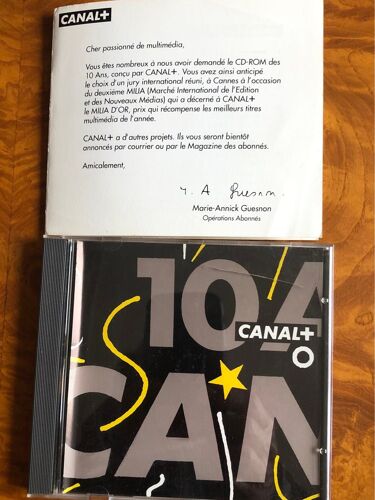 CANAL+
Cher passionné de multimédia,
Vous êtes nombreux à nous avoir demandé le CD-ROM des
10 Ans, conçu par CANAL+. Vous avez ainsi anticipé
le choix d'un jury international réuni, à Cannes à l'occasion
du deuxième MILIA (Marché International de l'Edition
et des Nouveaux Médias) qui a décerné à CANAL+
le MILIA D'OR, prix qui récompense les meilleurs titres
multimédia de l'année.
CANAL+ a d'autres projets. Ils vous seront bientôt
annoncés par courrier ou par le Magazine des abonnés.
Amicalement,
M. A Guesnon.
Marie-Annick Guesnon
Opérations Abonnés
10 A
CANAL+
CAN